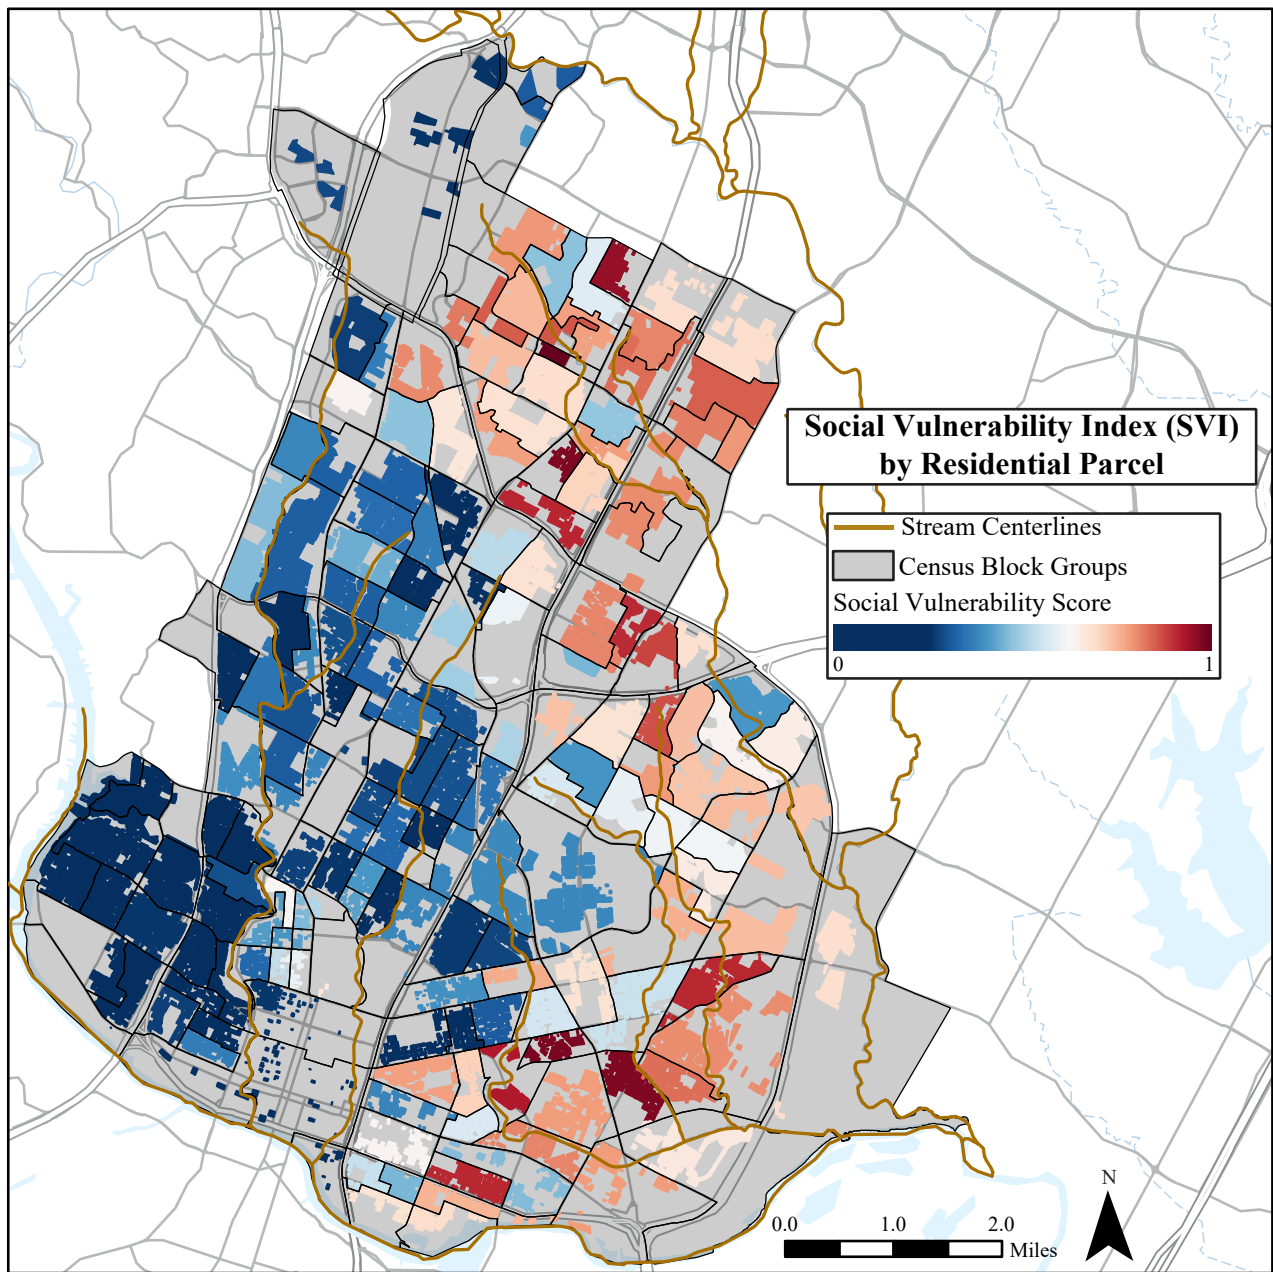 Social Vulnerability Index (SVI)
by Residential Parcel
Stream Centerlines
Census Block Groups
Social Vulnerability Score
0 1
N
0.0 1.0 2.0
Miles